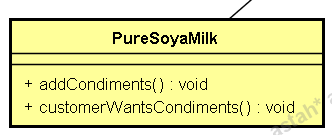 PureSoyaMilk
+ addCondiments() : void
+ customerWantsCondiments() : void